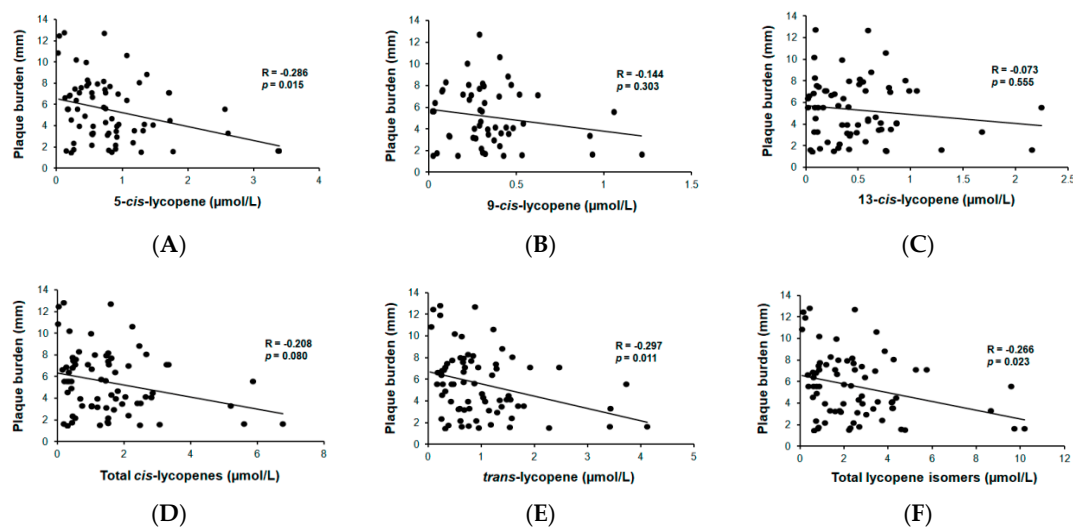 Plaque burden (mm)
14
12
10
8
6
4
2
0
R = -0.286
p = 0.015
0 1 2 3 4
5-cis-lycopene (µmol/L)
(A)
Plaque burden (mm)
14
12
10
8
6
4
2
0
R = -0.144
p = 0.303
0 0.5 1 1.5
9-cis-lycopene (µmol/L)
(B)
Plaque burden (mm)
14
12
10
8
6
4
2
0
R = -0.073
p = 0.555
0 0.5 1 1.5 2 2.5
13-cis-lycopene (µmol/L)
(C)
Plaque burden (mm)
14
12
10
8
6
4
2
0
R = -0.208
p = 0.080
0 2 4 6 8
Total cis-lycopenes (µmol/L)
(D)
Plaque burden (mm)
14
12
10
8
6
4
2
0
R = -0.297
p = 0.011
0 1 2 3 4 5
trans-lycopene (µmol/L)
(E)
Plaque burden (mm)
14
12
10
8
6
4
2
0
R = -0.266
p = 0.023
0 2 4 6 8 10 12
Total lycopene isomers (µmol/L)
(F)